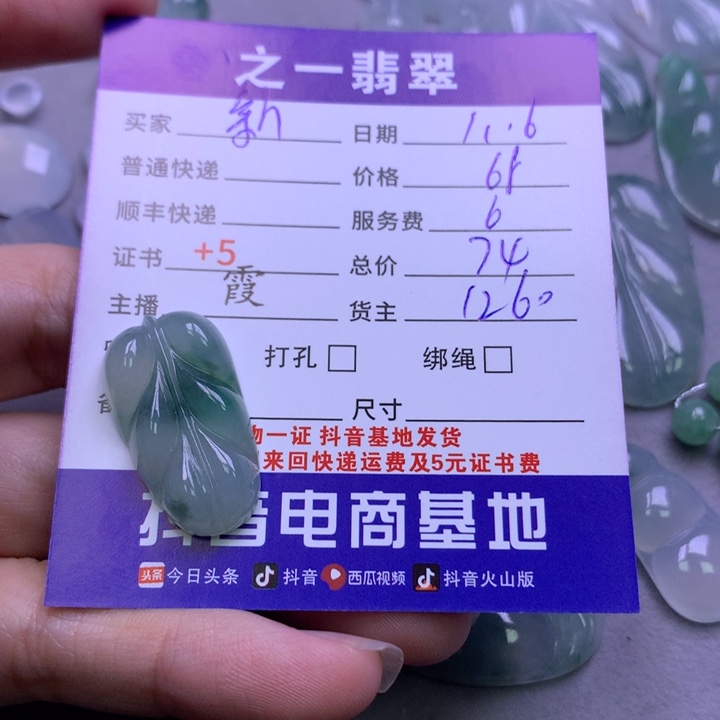 之一翡翠
买家 新 日期 11.6
普通快递 价格
顺丰快递 服务费 6
证书 +5 总价 74
主播 霞 货主 1260
打孔 绑绳
尺寸
物一证 抖音基地发货
来回快递运费及5元证书费
抖音电商基地
头条 今日头条 抖音 西瓜视频 抖音火山版